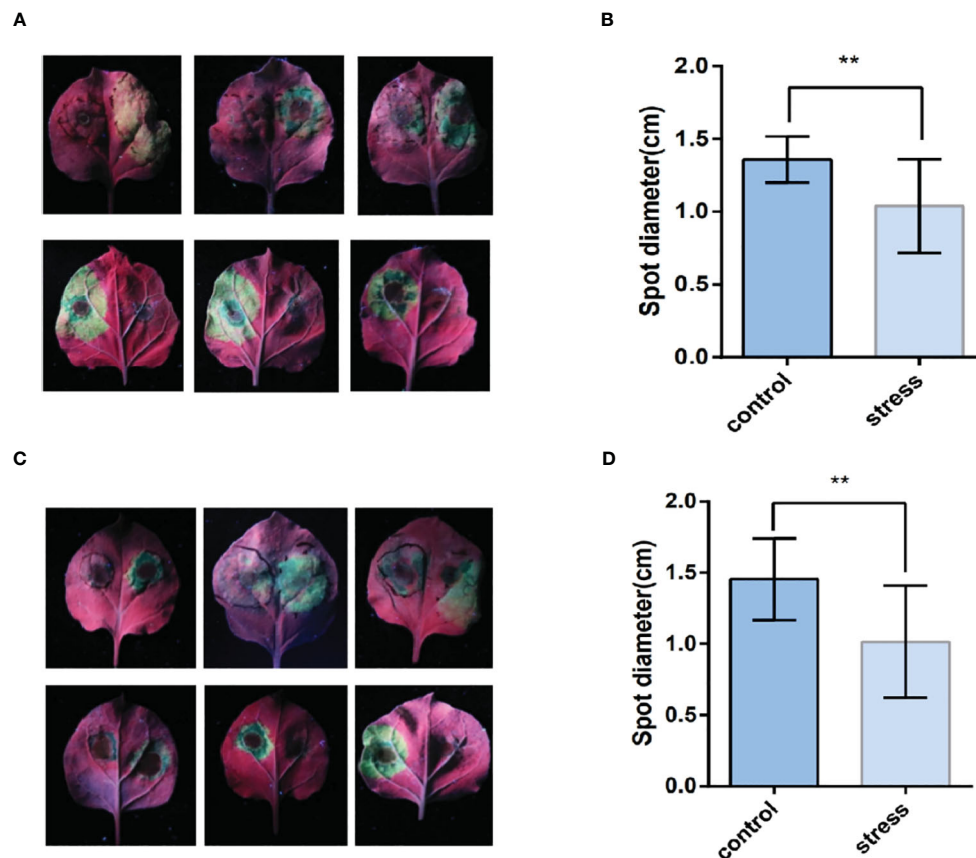 A
B
2.0
1.5
1.0
0.5
0.0
Spot diameter(cm)
**
control
stress
C
D
2.0
1.5
1.0
0.5
0.0
Spot diameter(cm)
**
control
stress